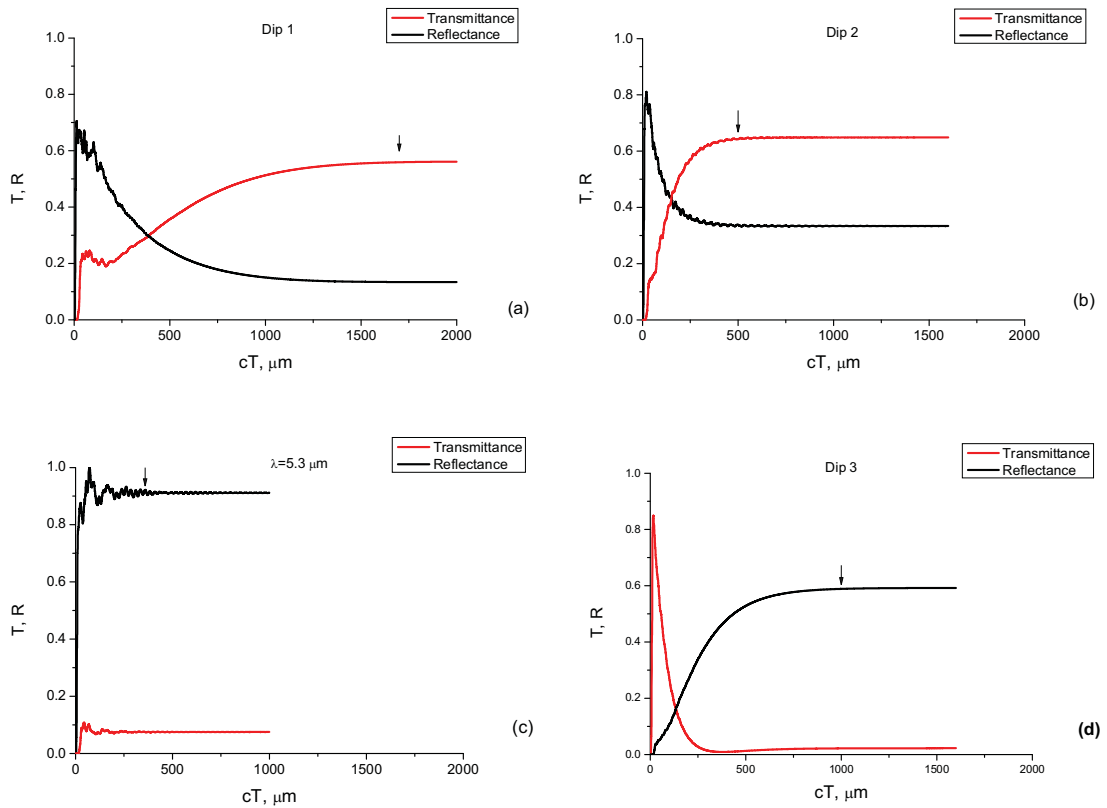 Dip 1
Transmittance
Reflectance
1.0
0.8
0.6
0.4
0.2
0.0
T, R
0
500
1000
1500
2000
cT, μm
(a)
Dip 2
Transmittance
Reflectance
1.0
0.8
0.6
0.4
0.2
0.0
T, R
0
500
1000
1500
2000
cT, μm
(b)
λ=5.3 μm
Transmittance
Reflectance
1.0
0.8
0.6
0.4
0.2
0.0
T, R
0
500
1000
1500
2000
cT, μm
(c)
Dip 3
Transmittance
Reflectance
1.0
0.8
0.6
0.4
0.2
0.0
T, R
0
500
1000
1500
2000
cT, μm
(d)